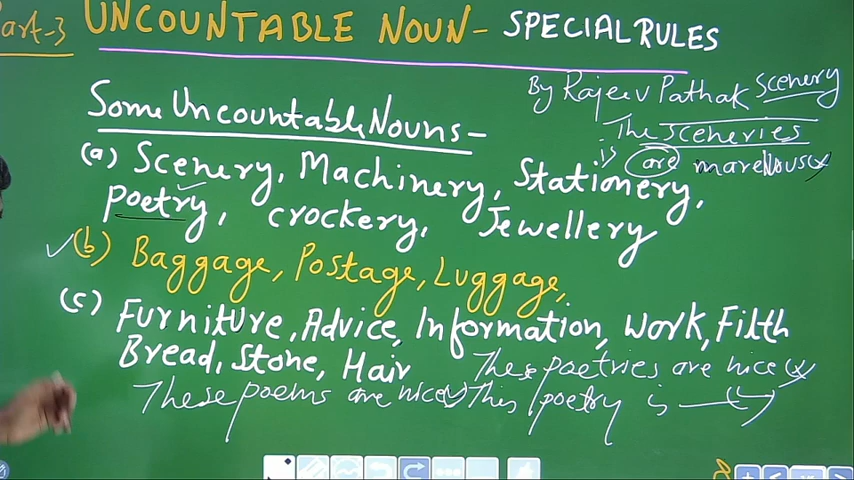 Part-3 UNCOUNTABLE NOUN- SPECIAL RULES
By Rajeev Pathak Scenery
Some Uncountable Nouns-
The sceneries
is are
(a) Scenery, Machinery, Stationery,
Poetry, crockery, Jewellery
(b) Baggage, Postage, Luggage,
(c) Furniture, Advice, Information, Work, Filth
Bread, Stone, Hair
These poetries are nice (x)
These poems are nice (✓) This poetry is — (✓)